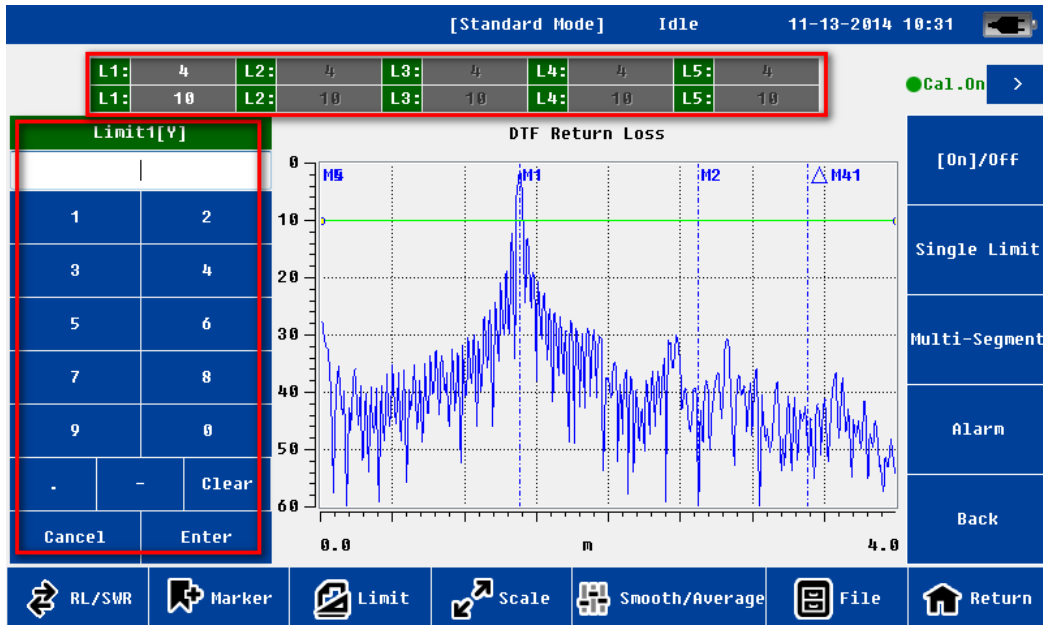 [Standard Mode] Idle 11-13-2014 10:31
L1: 4 L2: 4 L3: 4 L4: 4 L5: 4
L1: 10 L2: 10 L3: 10 L4: 10 L5: 10
Cal.On >
Limit1[Y]
1 2
3 4
5 6
7 8
9 0
. - Clear
Cancel Enter
DTF Return Loss
M1 M2 M41
0
10
20
30
40
50
60
0.0 m 4.0
[On]/Off
Single Limit
Multi-Segment
Alarm
Back
RL/SWR Marker Limit Scale Smooth/Average File Return